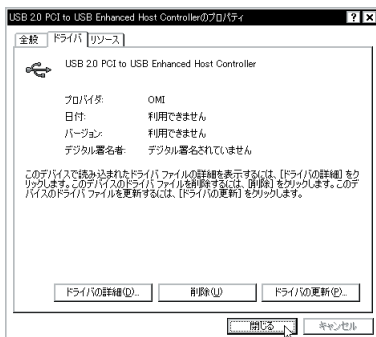 USB 2.0 PCI to USB Enhanced Host Controllerのプロパティ
全般 ドライバ リソース
USB 2.0 PCI to USB Enhanced Host Controller
プロバイダ: OMI
日付: 利用できません
バージョン: 利用できません
デジタル署名者: デジタル署名されていません
このデバイスで読み込まれたドライバ ファイルの詳細を表示するには、[ドライバの詳細] をク
リックします。このデバイスのドライバ ファイルを削除するには、[削除] をクリックします。このデ
バイスのドライバ ファイルを更新するには、[ドライバの更新] をクリックします。
ドライバの詳細(D)... 削除(U) ドライバの更新(P)...
閉じる キャンセル